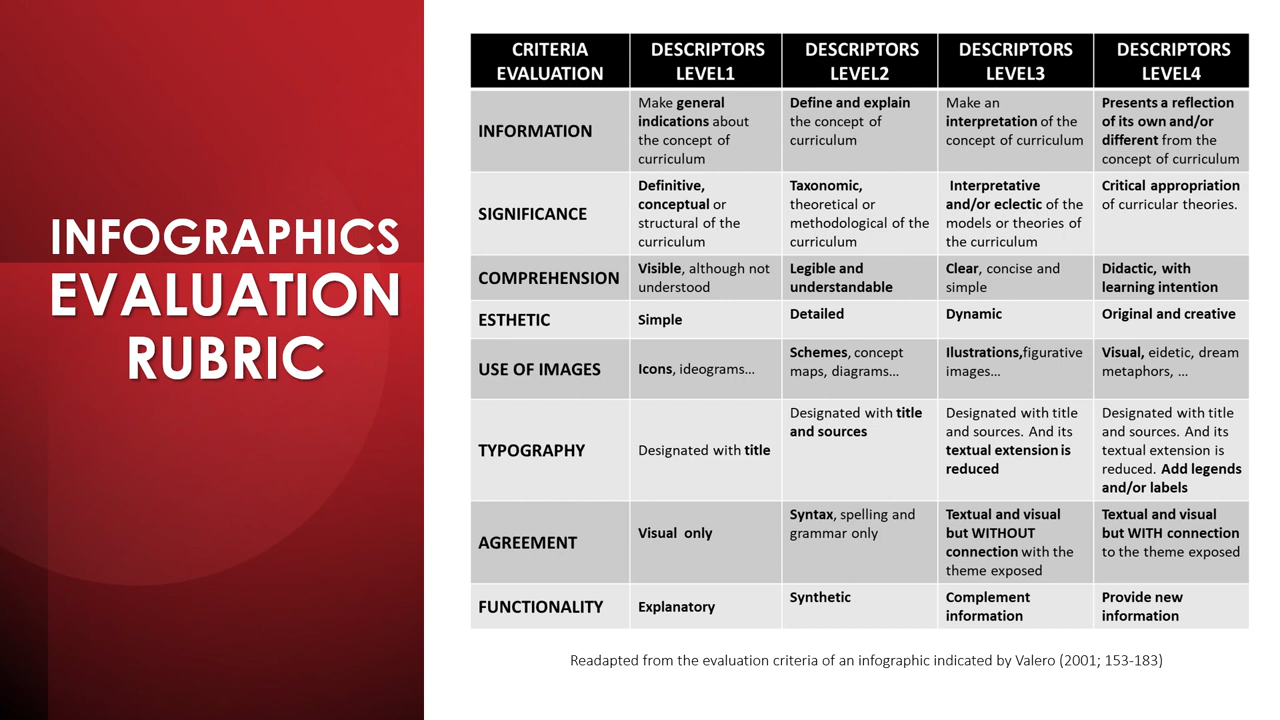 INFOGRAPHICS
EVALUATION
RUBRIC
CRITERIA
EVALUATION
DESCRIPTORS
LEVEL1
DESCRIPTORS
LEVEL2
DESCRIPTORS
LEVEL3
DESCRIPTORS
LEVEL4
INFORMATION
Make general
indications about
the concept of
curriculum
Define and explain
the concept of
curriculum
Make an
interpretation of the
concept of curriculum
Presents a reflection
of its own and/or
different from the
concept of curriculum
SIGNIFICANCE
Definitive,
conceptual or
structural of the
curriculum
Taxonomic,
theoretical or
methodological of the
curriculum
Interpretative
and/or eclectic of the
models or theories of
the curriculum
Critical appropriation
of curricular theories.
COMPREHENSION
Visible, although not
understood
Legible and
understandable
Clear, concise and
simple
Didactic, with
learning intention
ESTHETIC
Simple
Detailed
Dynamic
Original and creative
USE OF IMAGES
Icons, ideograms...
Schemes, concept
maps, diagrams...
Ilustrations,figurative
images...
Visual, eidetic, dream
metaphors, ...
TYPOGRAPHY
Designated with title
Designated with title
and sources
Designated with title
and sources. And its
textual extension is
reduced
Designated with title
and sources. And its
textual extension is
reduced. Add legends
and/or labels
AGREEMENT
Visual only
Syntax, spelling and
grammar only
Textual and visual
but WITHOUT
connection with the
theme exposed
Textual and visual
but WITH connection
to the theme exposed
FUNCTIONALITY
Explanatory
Synthetic
Complement
information
Provide new
information
Readapted from the evaluation criteria of an infographic indicated by Valero (2001; 153-183)